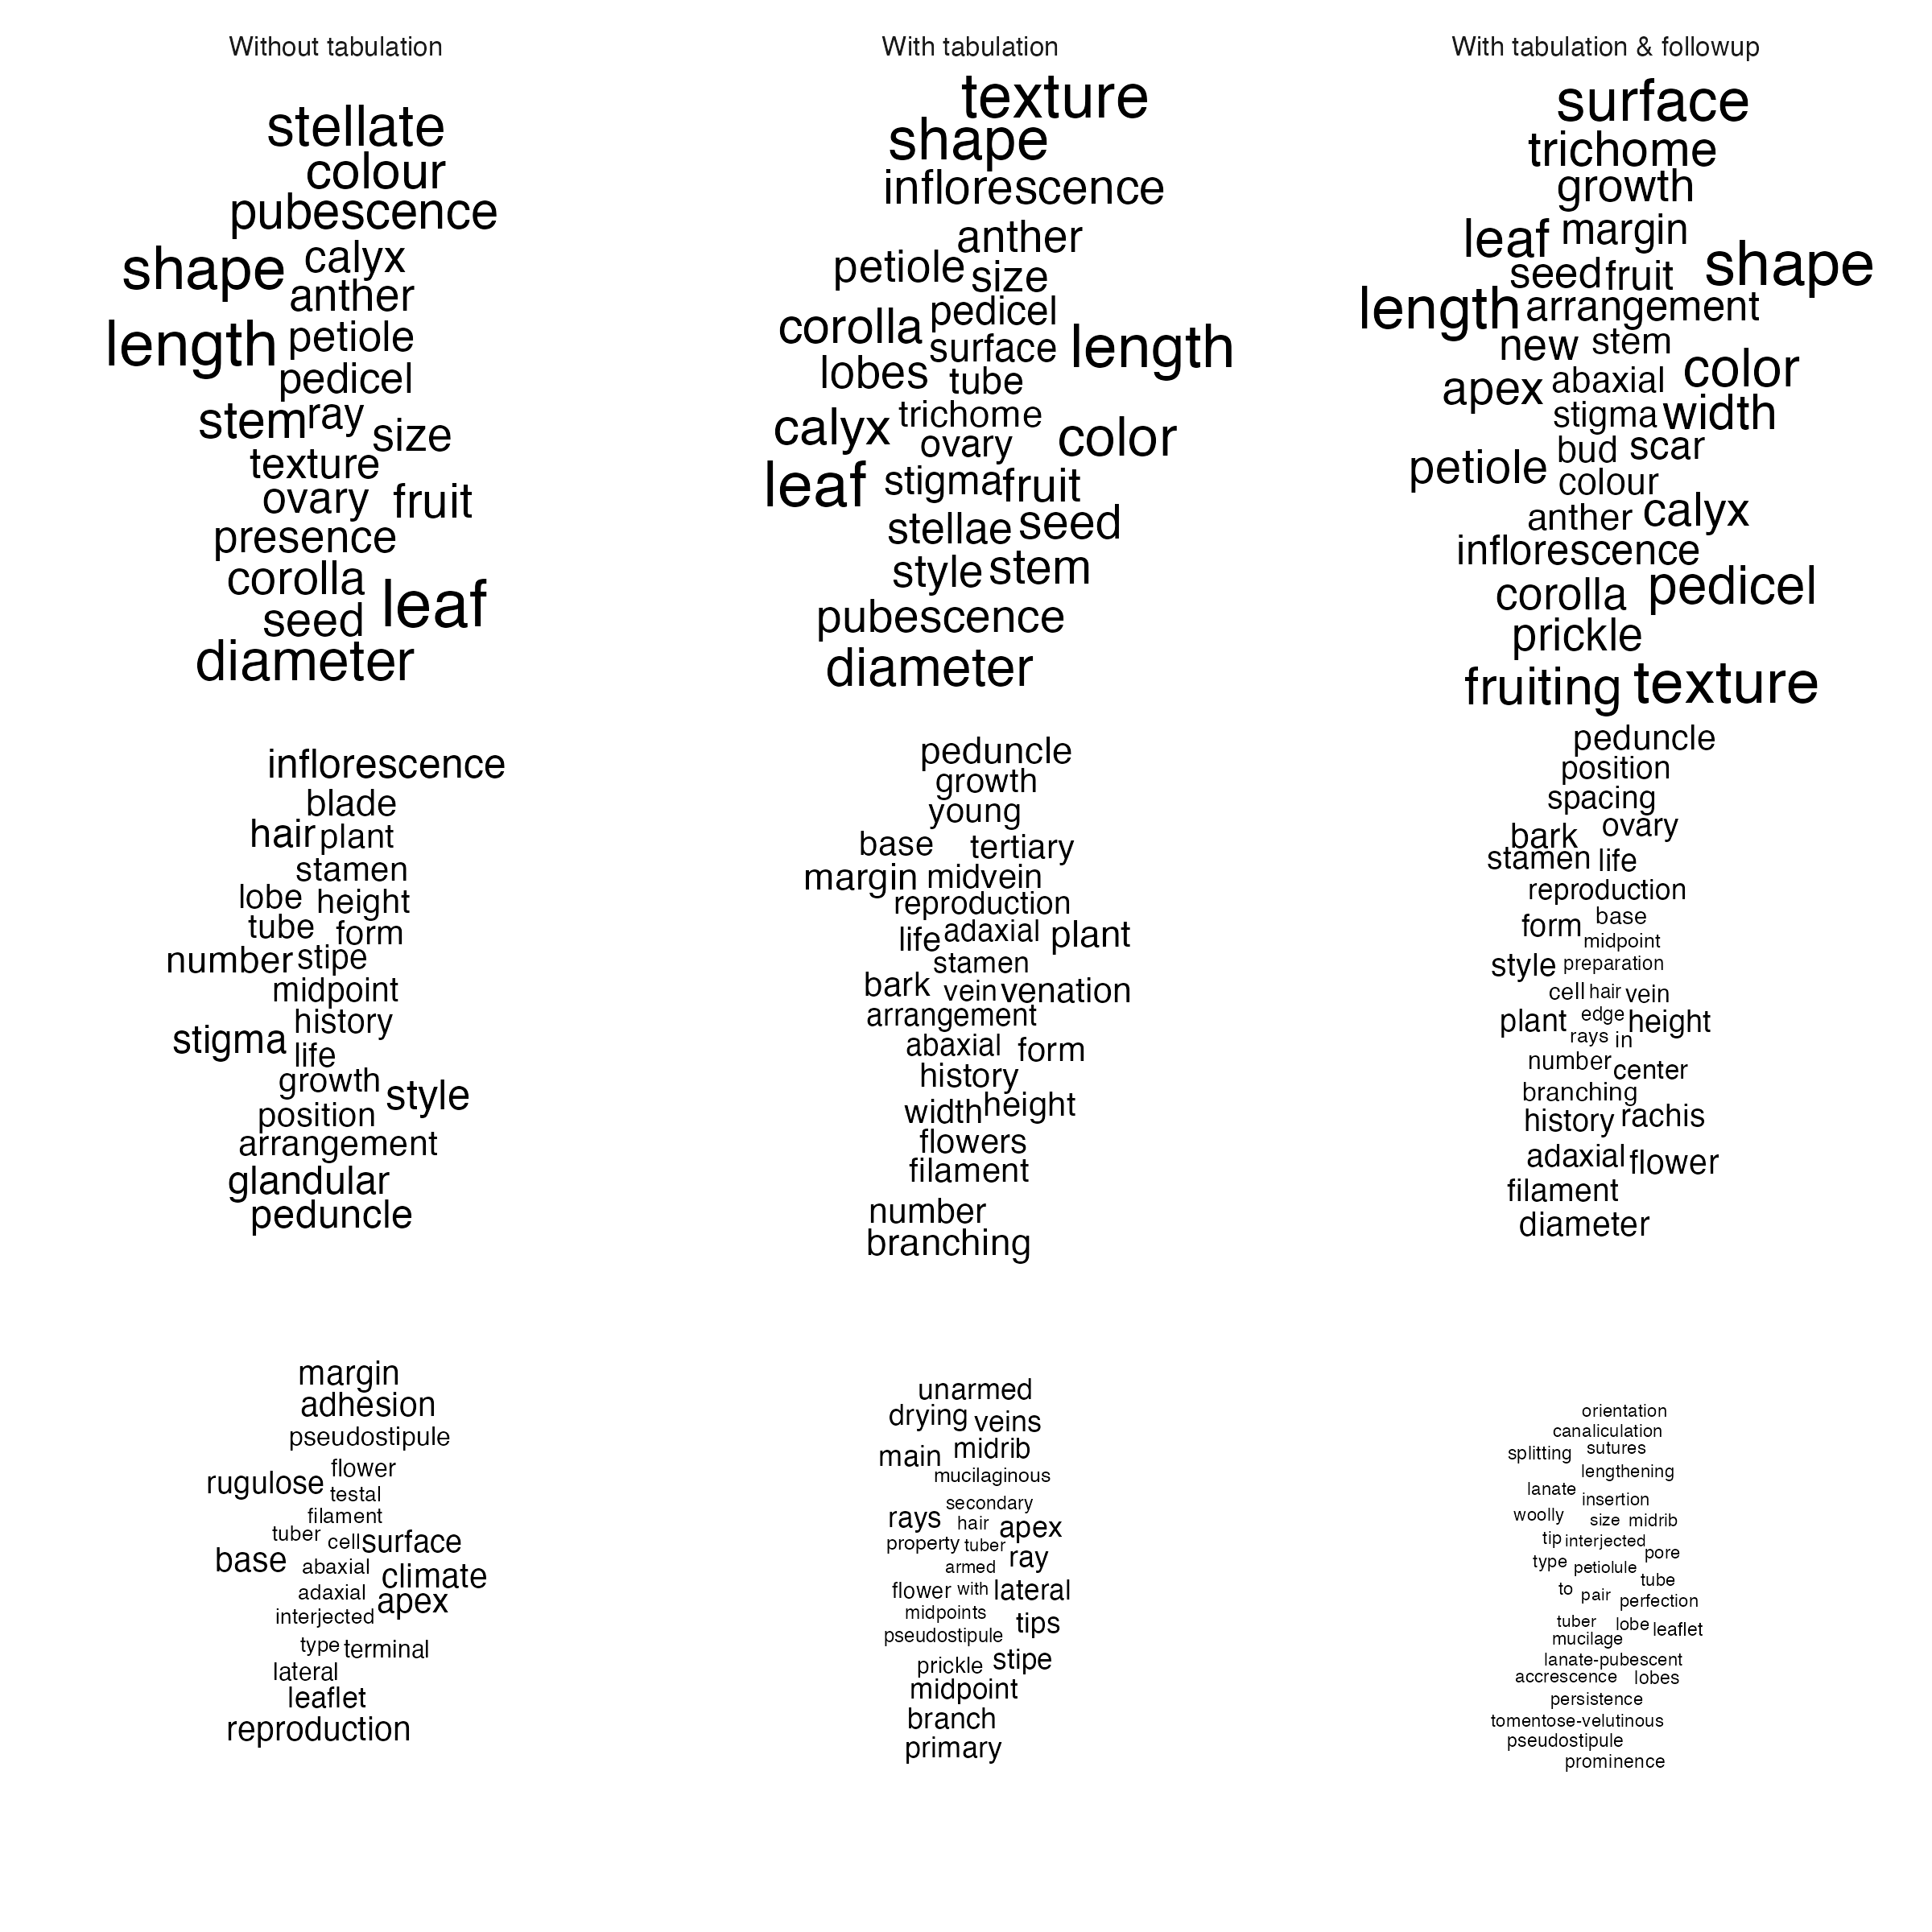 Without tabulation
stellate
colour
pubescence
shape calyx
anther
length petiole
pedicel
stem ray size
texture
ovary fruit
presence
corolla
seed leaf
diameter
inflorescence
blade
hair plant
stamen
lobe height
tube form
number stipe
midpoint
history
stigma life
growth style
position
arrangement
glandular
peduncle
margin
adhesion
pseudostipule
flower
rugulose testal
filament
tuber cell surface
base abaxial climate
adaxial apex
interjected
type terminal
lateral
leaflet
reproduction
With tabulation
texture
shape
inflorescence
anther
petiole size
pedicel
corolla surface length
lobes tube
trichome
calyx ovary color
leaf stigma fruit
stellae seed
style stem
pubescence
diameter
peduncle
growth
young
base tertiary
margin midvein
reproduction
life adaxial plant
stamen
bark vein venation
arrangement
abaxial form
history
width height
flowers
filament
number
branching
unarmed
drying veins
main midrib
mucilaginous
secondary
rays hair apex
property tuber ray
armed
flower with lateral
midpoints tips
pseudostipule
prickle stipe
midpoint
branch
primary
With tabulation & followup
surface
trichome
growth
leaf margin
seed fruit shape
length arrangement
new stem
apex abaxial color
stigma width
bud scar
petiole colour
anther calyx
inflorescence
corolla pedicel
prickle
fruiting texture
peduncle
position
spacing
bark ovary
stamen life
reproduction
form base
midpoint
style preparation
cell hair vein
plant edge height
rays in
number center
branching
history rachis
adaxial flower
filament
diameter
orientation
canaliculation
splitting sutures
lengthening
lanate insertion
woolly size midrib
tip interjected
type petiolule pore
to pair tube
perfection
tuber lobe leaflet
mucilage
lanate-pubescent
accrescence lobes
persistence
tomentose-velutinous
pseudostipule
prominence